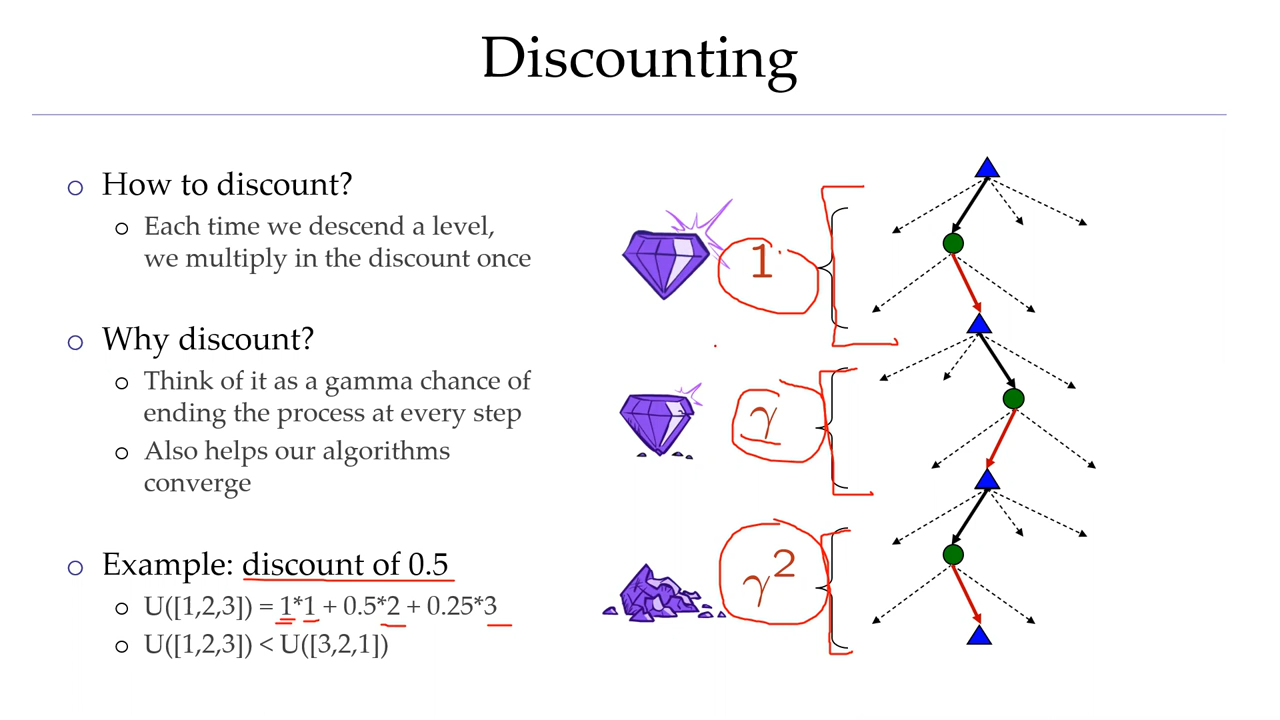 Discounting
o How to discount?
o Each time we descend a level,
we multiply in the discount once
o Why discount?
o Think of it as a gamma chance of
ending the process at every step
o Also helps our algorithms
converge
o Example: discount of 0.5
o U([1,2,3]) = 1*1 + 0.5*2 + 0.25*3
o U([1,2,3]) < U([3,2,1])
1
γ
γ²